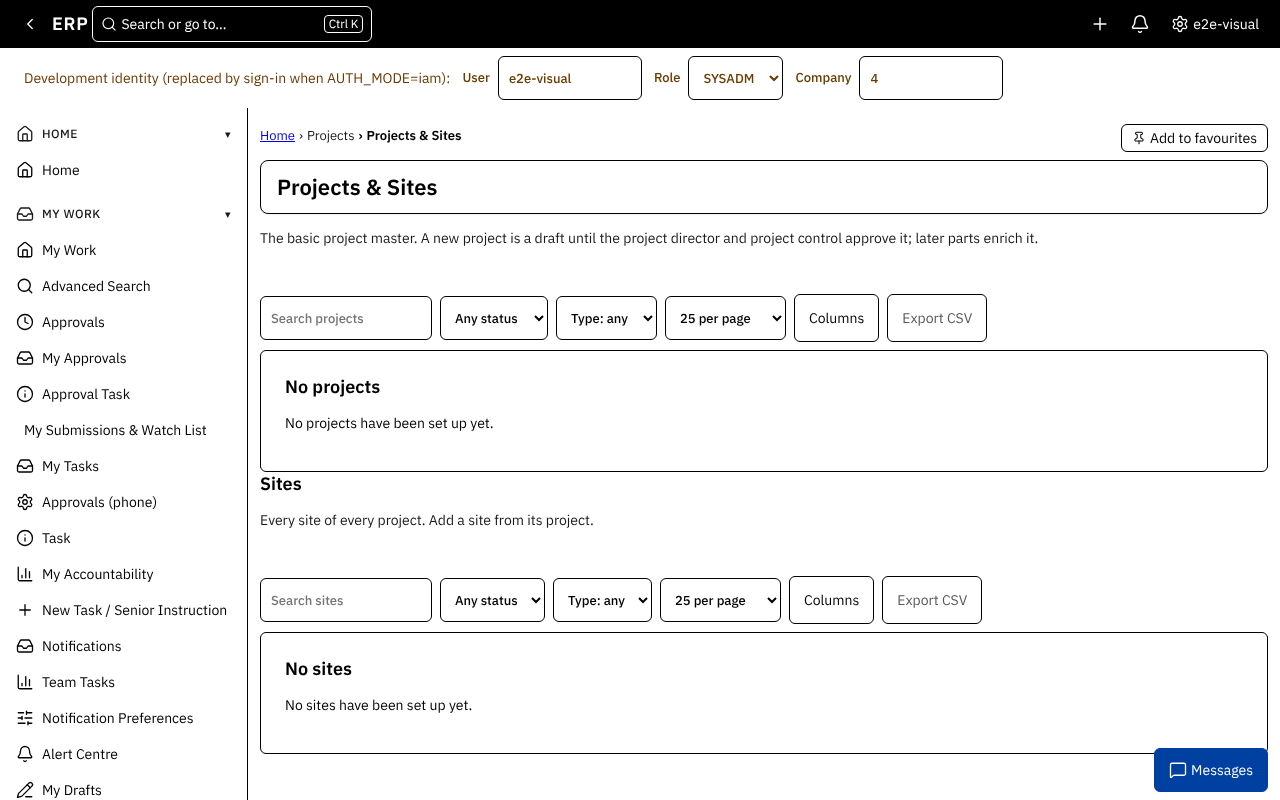 ERP Search or go to... Ctrl K e2e-visual
Development identity (replaced by sign-in when AUTH_MODE=iam): User e2e-visual Role SYSADM Company 4
HOME
Home
MY WORK
My Work
Advanced Search
Approvals
My Approvals
Approval Task
My Submissions & Watch List
My Tasks
Approvals (phone)
Task
My Accountability
New Task / Senior Instruction
Notifications
Team Tasks
Notification Preferences
Alert Centre
My Drafts
Home › Projects › Projects & Sites
Add to favourites
Projects & Sites
The basic project master. A new project is a draft until the project director and project control approve it; later parts enrich it.
Search projects Any status Type: any 25 per page Columns Export CSV
No projects
No projects have been set up yet.
Sites
Every site of every project. Add a site from its project.
Search sites Any status Type: any 25 per page Columns Export CSV
No sites
No sites have been set up yet.
Messages